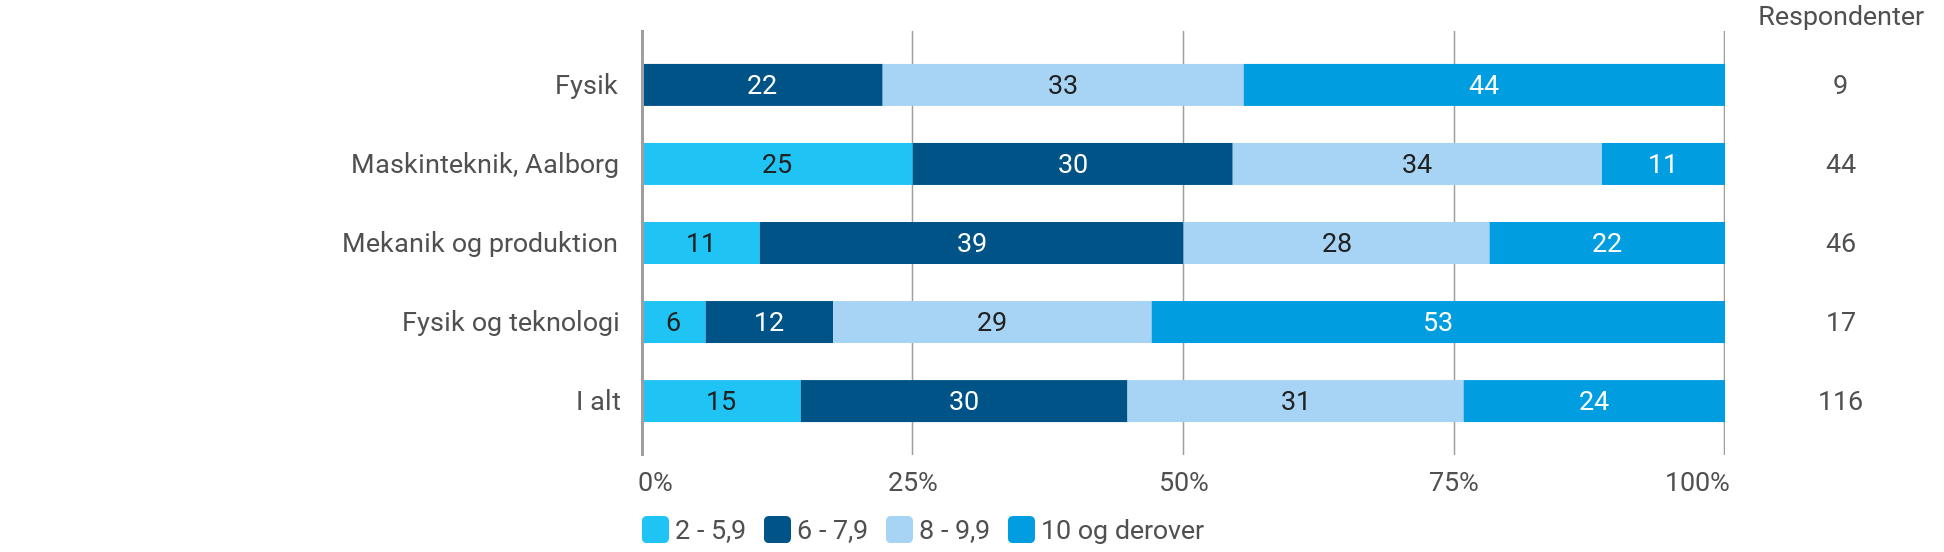 Respondenter
Fysik 22 33 44 9
Maskinteknik, Aalborg 25 30 34 11 44
Mekanik og produktion 11 39 28 22 46
Fysik og teknologi 6 12 29 53 17
I alt 15 30 31 24 116
0% 25% 50% 75% 100%
2 - 5,9 6 - 7,9 8 - 9,9 10 og derover